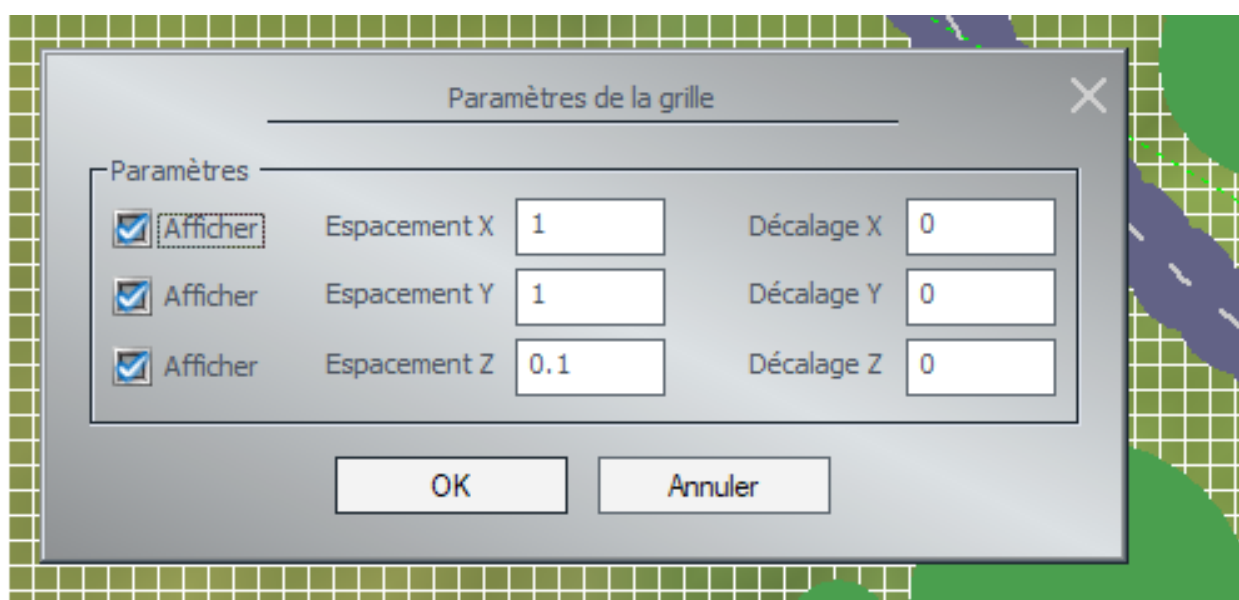 Paramètres de la grille
Paramètres
Afficher Espacement X 1 Décalage X 0
Afficher Espacement Y 1 Décalage Y 0
Afficher Espacement Z 0.1 Décalage Z 0
OK Annuler